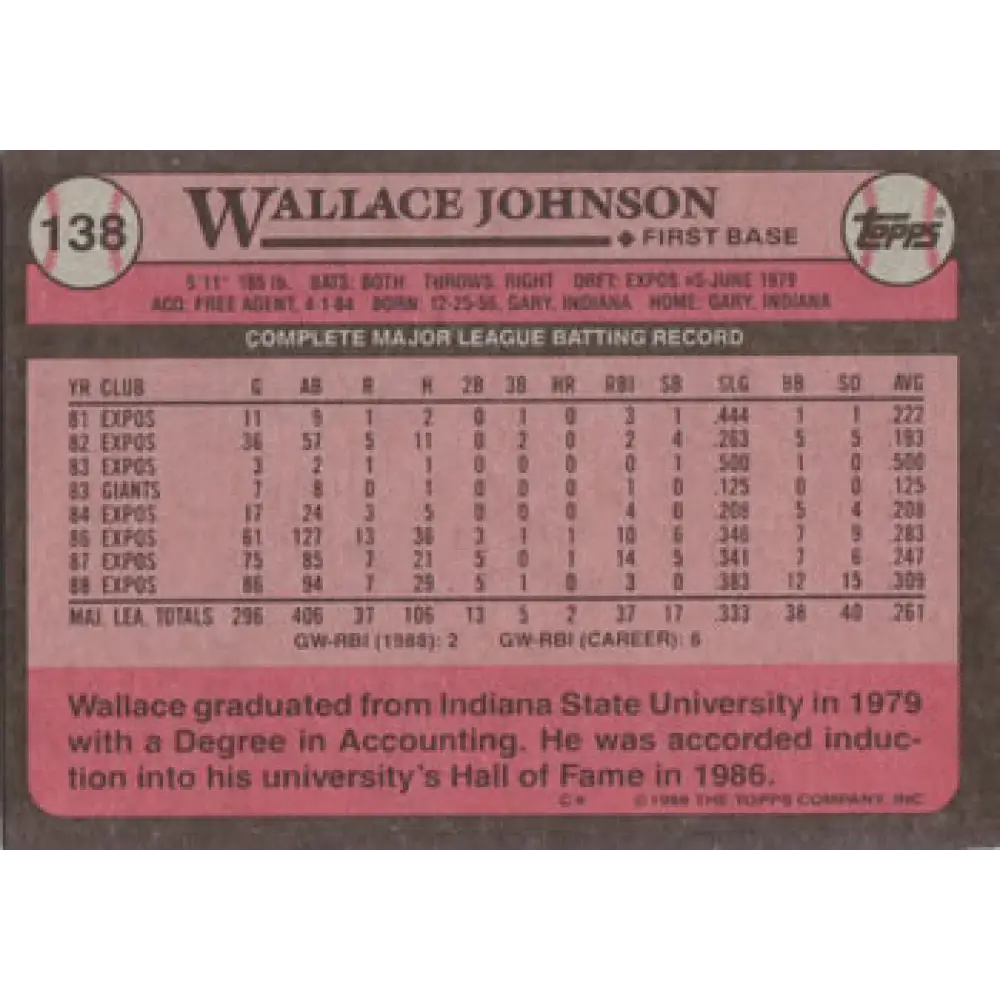 138
WALLACE JOHNSON
TOPPS®
◆ FIRST BASE
5'11" 185 lb. BATS: BOTH THROWS: RIGHT DRFT: EXPOS #5-JUNE 1979
ACQ: FREE AGENT, 4-1-84 BORN: 12-25-56, GARY, INDIANA HOME: GARY, INDIANA
COMPLETE MAJOR LEAGUE BATTING RECORD
YR CLUB G AB R H 2B 3B HR RBI SB SLG BB SO AVG
81 EXPOS 11 9 1 2 0 1 0 3 1 .444 1 1 .222
82 EXPOS 36 57 5 11 0 2 0 2 4 .263 5 5 .193
83 EXPOS 3 2 1 1 0 0 0 0 1 .500 1 0 .500
83 GIANTS 7 8 0 1 0 0 0 1 0 .125 0 0 .125
84 EXPOS 17 24 3 5 0 0 0 4 0 .208 5 4 .208
86 EXPOS 61 127 13 36 3 1 1 10 6 .346 7 9 .283
87 EXPOS 75 85 7 21 5 0 1 14 5 .341 7 6 .247
88 EXPOS 86 94 7 29 5 1 0 3 0 .383 12 15 .309
MAJ. LEA. TOTALS 296 406 37 106 13 5 2 37 17 .333 38 40 .261
GW-RBI (1988): 2 GW-RBI (CAREER): 6
Wallace graduated from Indiana State University in 1979
with a Degree in Accounting. He was accorded induc-
tion into his university's Hall of Fame in 1986.
C* © 1989 THE TOPPS COMPANY, INC.